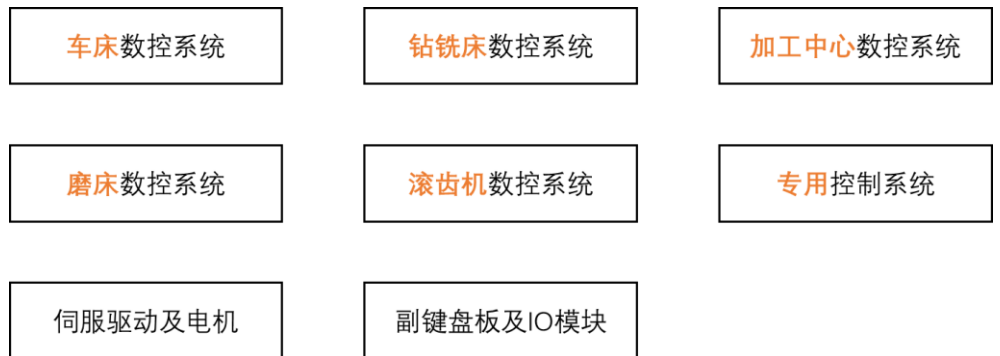 车床数控系统
钻铣床数控系统
加工中心数控系统
磨床数控系统
滚齿机数控系统
专用控制系统
伺服驱动及电机
副键盘板及IO模块